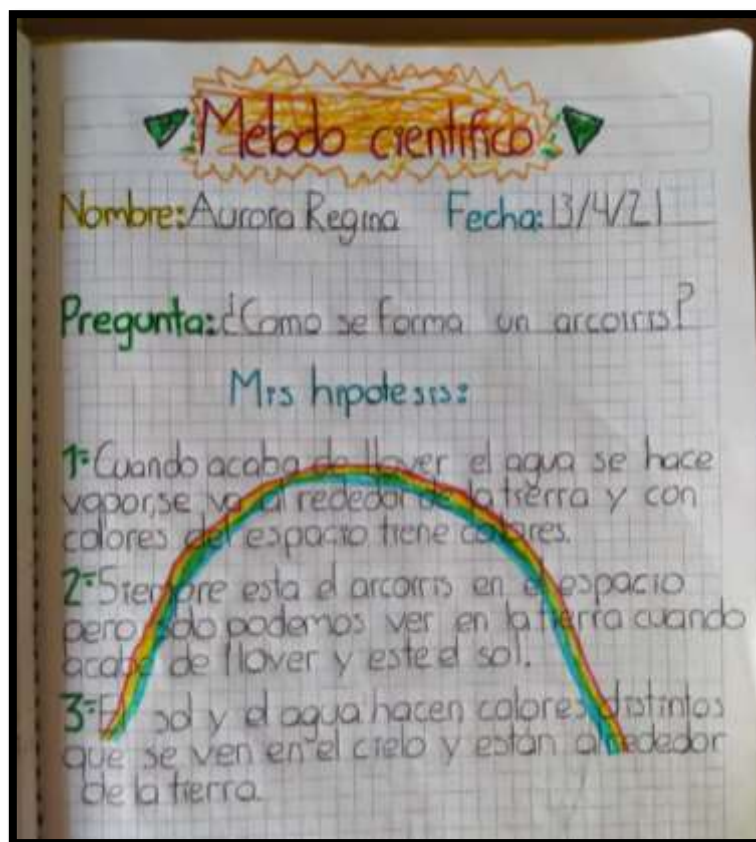 Metodo cientifico
Nombre: Aurora Regina Fecha: 13/4/21
Pregunta: ¿Como se forma un arcoiris?
Mis hipotesis:
1= Cuando acaba de llover el agua se hace
vapor, se va al rededor de la tierra y con
colores del espacio tiene colores.
2= Siempre esta el arcoiris en el espacio
pero solo podemos ver en la tierra cuando
acabe de llover y este el sol.
3= El sol y el agua hacen colores distintos
que se ven en el cielo y están alrededor
de la tierra.